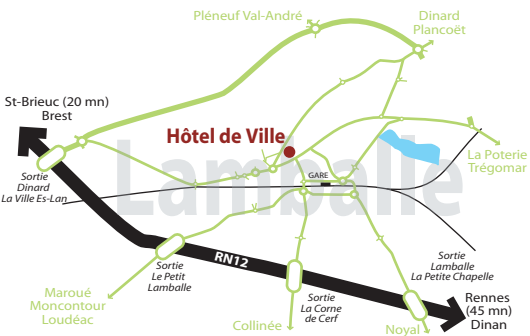 Pléneuf Val-André
Dinard
Plancoët
St-Brieuc (20 mn)
Brest
Hôtel de Ville
La Poterie
Trégomar
Sortie
Dinard
La Ville Es-Lan
GARE
Lamballe
RN12
Sortie
Le Petit
Lamballe
Sortie
Lamballe
La Petite Chapelle
Maroué
Moncontour
Loudéac
Sortie
La Corne
de Cerf
Collinée
Noyal
Rennes
(45 mn)
Dinan